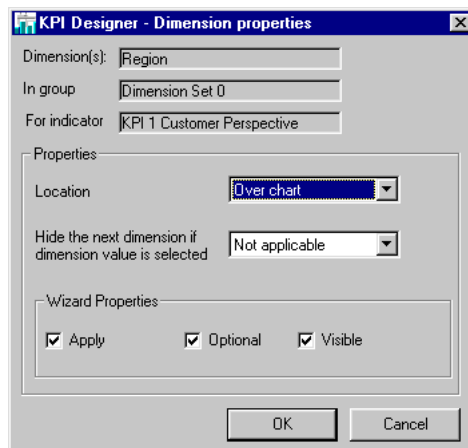 KPI Designer - Dimension properties
Dimension(s): Region
In group Dimension Set 0
For indicator KPI 1 Customer Perspective
Properties
Location Over chart
Hide the next dimension if
dimension value is selected Not applicable
Wizard Properties
Apply Optional Visible
OK Cancel